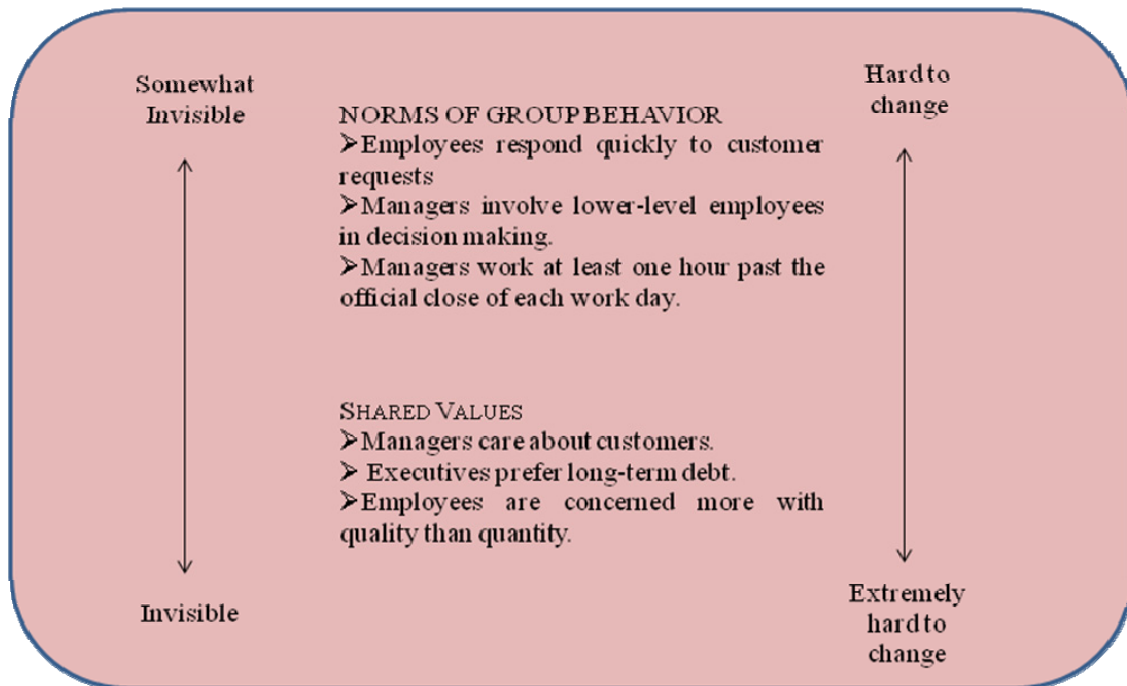 Somewhat
Invisible
NORMS OF GROUP BEHAVIOR
➢Employees respond quickly to customer
requests
➢Managers involve lower-level employees
in decision making.
➢Managers work at least one hour past the
official close of each work day.
SHARED VALUES
➢Managers care about customers.
➢ Executives prefer long-term debt.
➢Employees are concerned more with
quality than quantity.
Invisible
Hard to
change
Extremely
hard to
change